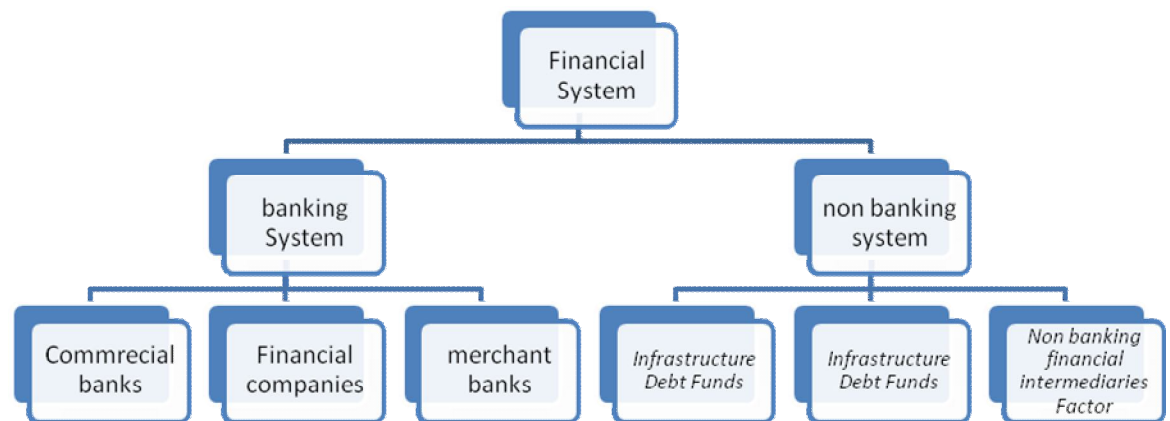 Financial
System
banking
System
non banking
system
Commrecial
banks
Financial
companies
merchant
banks
Infrastructure
Debt Funds
Infrastructure
Debt Funds
Non banking
financial
intermediaries
Factor